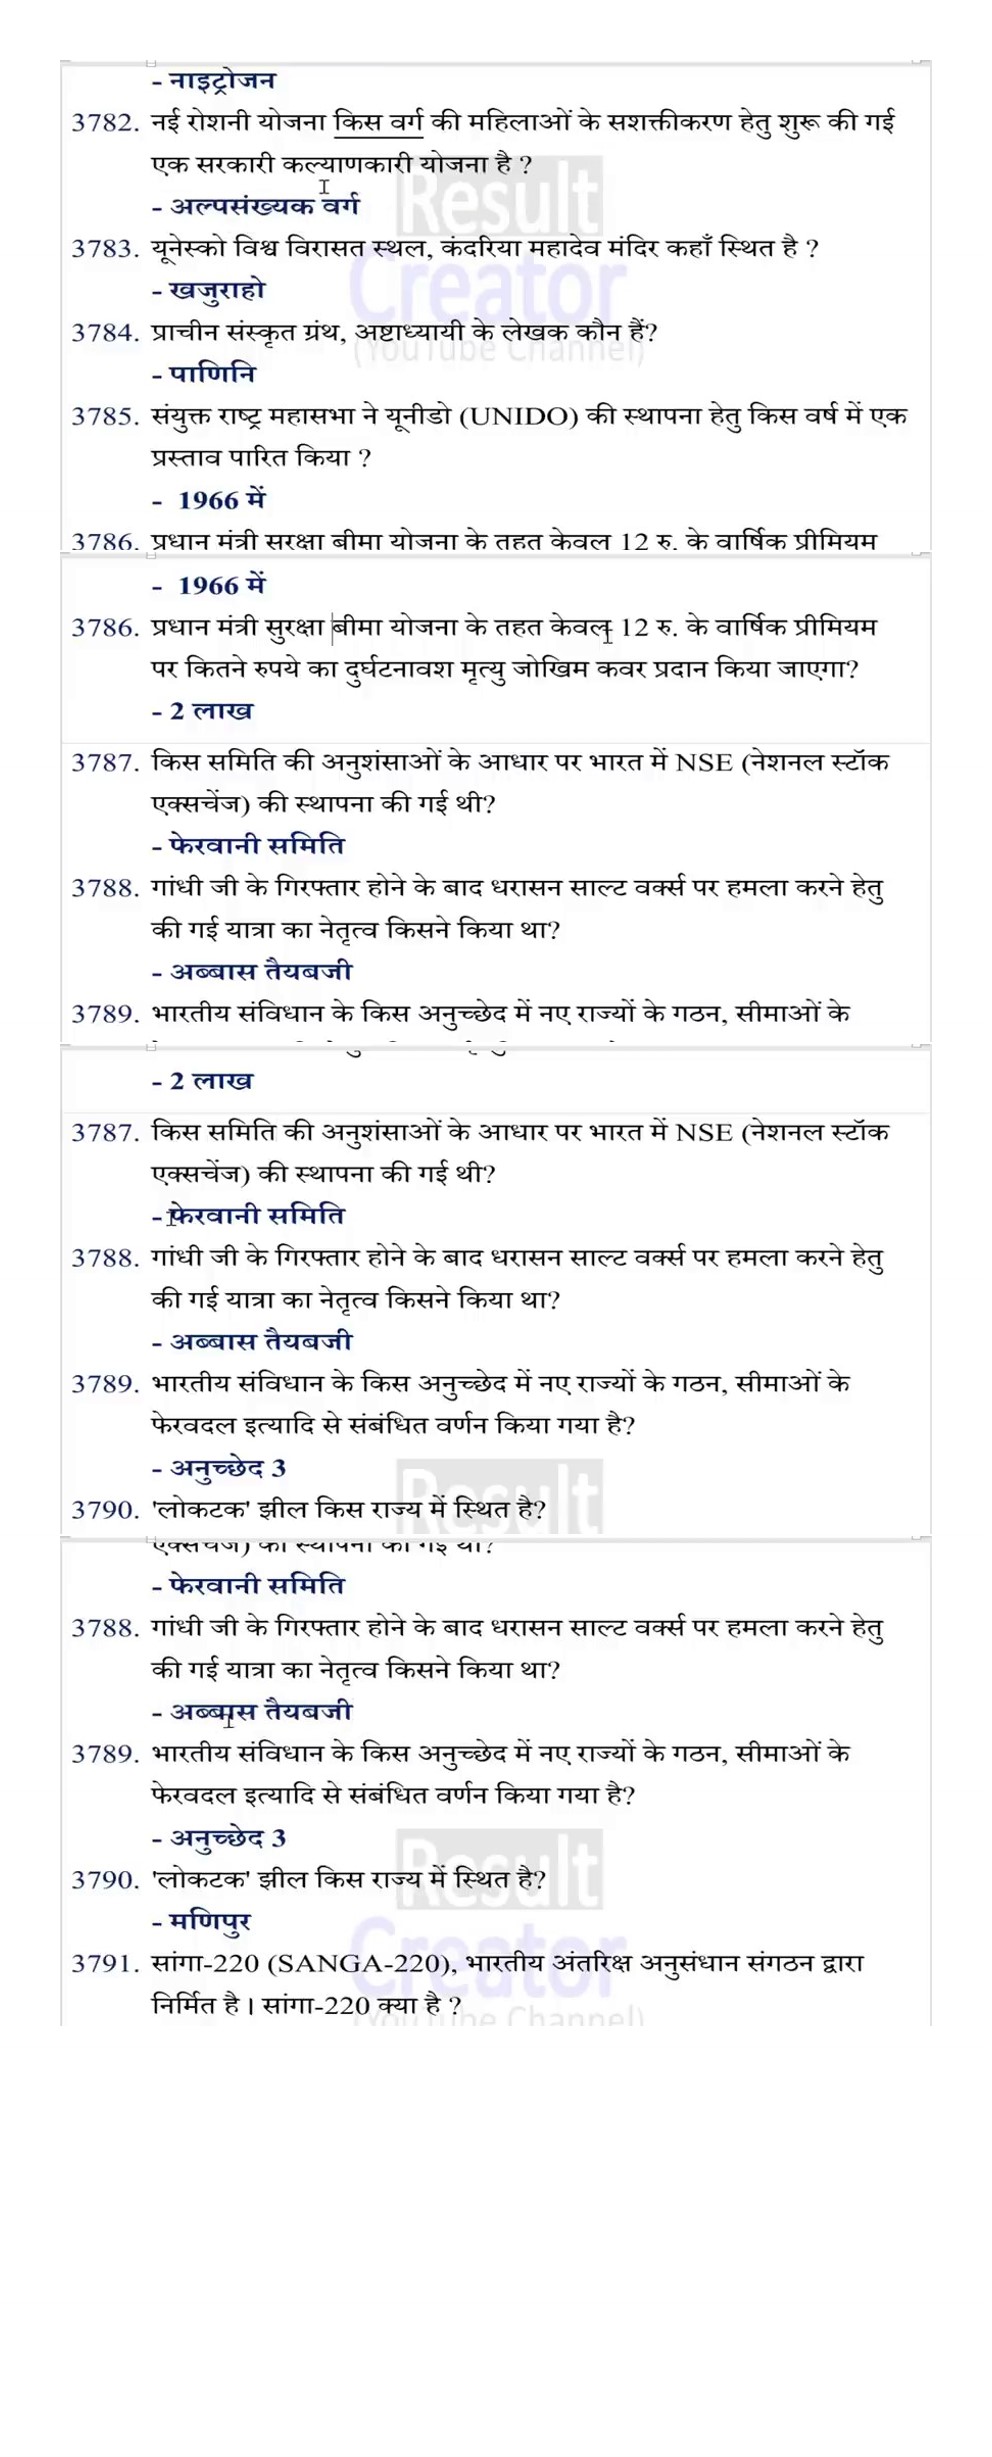 - नाइट्रोजन
3782. नई रोशनी योजना किस वर्ग की महिलाओं के सशक्तीकरण हेतु शुरू की गई
एक सरकारी कल्याणकारी योजना है ?
- अल्पसंख्यक वर्ग
3783. यूनेस्को विश्व विरासत स्थल, कंदरिया महादेव मंदिर कहाँ स्थित है ?
- खजुराहो
3784. प्राचीन संस्कृत ग्रंथ, अष्टाध्यायी के लेखक कौन हैं?
- पाणिनि
3785. संयुक्त राष्ट्र महासभा ने यूनीडो (UNIDO) की स्थापना हेतु किस वर्ष में एक
प्रस्ताव पारित किया ?
- 1966 में
3786. प्रधान मंत्री सुरक्षा बीमा योजना के तहत केवल 12 रु. के वार्षिक प्रीमियम
Result
Creator
(YouTube Channel)
- 1966 में
3786. प्रधान मंत्री सुरक्षा बीमा योजना के तहत केवल 12 रु. के वार्षिक प्रीमियम
पर कितने रुपये का दुर्घटनावश मृत्यु जोखिम कवर प्रदान किया जाएगा?
- 2 लाख
3787. किस समिति की अनुशंसाओं के आधार पर भारत में NSE (नेशनल स्टॉक
एक्सचेंज) की स्थापना की गई थी?
- फेरवानी समिति
3788. गांधी जी के गिरफ्तार होने के बाद धरासन साल्ट वर्क्स पर हमला करने हेतु
की गई यात्रा का नेतृत्व किसने किया था?
- अब्बास तैयबजी
3789. भारतीय संविधान के किस अनुच्छेद में नए राज्यों के गठन, सीमाओं के
- 2 लाख
3787. किस समिति की अनुशंसाओं के आधार पर भारत में NSE (नेशनल स्टॉक
एक्सचेंज) की स्थापना की गई थी?
- फेरवानी समिति
3788. गांधी जी के गिरफ्तार होने के बाद धरासन साल्ट वर्क्स पर हमला करने हेतु
की गई यात्रा का नेतृत्व किसने किया था?
- अब्बास तैयबजी
3789. भारतीय संविधान के किस अनुच्छेद में नए राज्यों के गठन, सीमाओं के
फेरवदल इत्यादि से संबंधित वर्णन किया गया है?
- अनुच्छेद 3
3790. 'लोकटक' झील किस राज्य में स्थित है?
Result
एक्सचेंज) की स्थापना की गई थी?
- फेरवानी समिति
3788. गांधी जी के गिरफ्तार होने के बाद धरासन साल्ट वर्क्स पर हमला करने हेतु
की गई यात्रा का नेतृत्व किसने किया था?
- अब्बास तैयबजी
3789. भारतीय संविधान के किस अनुच्छेद में नए राज्यों के गठन, सीमाओं के
फेरवदल इत्यादि से संबंधित वर्णन किया गया है?
- अनुच्छेद 3
3790. 'लोकटक' झील किस राज्य में स्थित है?
- मणिपुर
3791. सांगा-220 (SANGA-220), भारतीय अंतरिक्ष अनुसंधान संगठन द्वारा
निर्मित है। सांगा-220 क्या है ?
Result
Creator
(YouTube Channel)